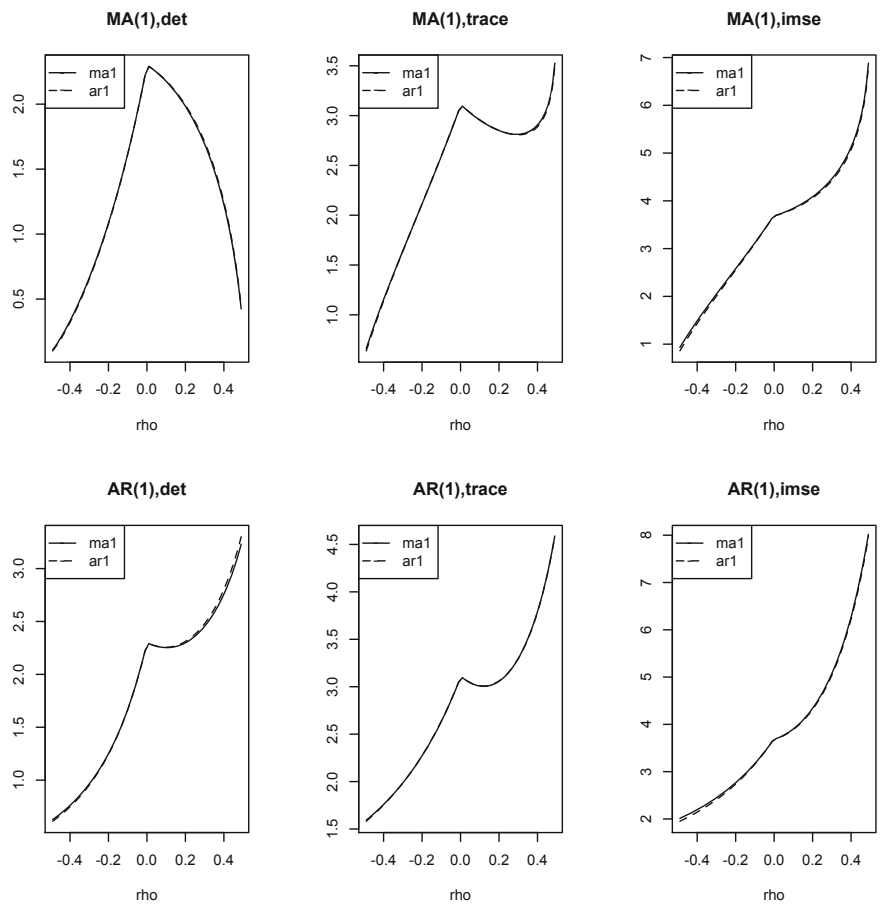 MA(1),det
ma1
ar1
2.0
1.5
1.0
0.5
-0.4 -0.2 0.0 0.2 0.4
rho
MA(1),trace
ma1
ar1
3.5
3.0
2.5
2.0
1.5
1.0
-0.4 -0.2 0.0 0.2 0.4
rho
MA(1),imse
ma1
ar1
7
6
5
4
3
2
1
-0.4 -0.2 0.0 0.2 0.4
rho
AR(1),det
ma1
ar1
3.0
2.5
2.0
1.5
1.0
-0.4 -0.2 0.0 0.2 0.4
rho
AR(1),trace
ma1
ar1
4.5
4.0
3.5
3.0
2.5
2.0
1.5
-0.4 -0.2 0.0 0.2 0.4
rho
AR(1),imse
ma1
ar1
8
7
6
5
4
3
2
-0.4 -0.2 0.0 0.2 0.4
rho